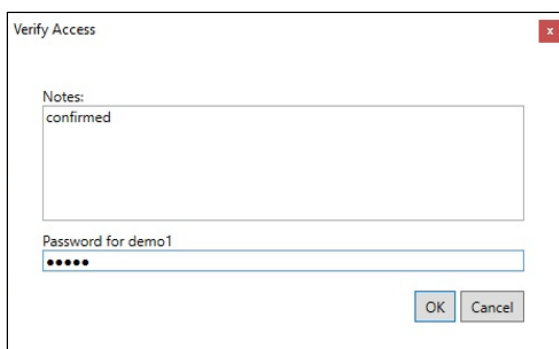 Verify Access
x
Notes:
confirmed
Password for demo1
●●●●●
OK Cancel